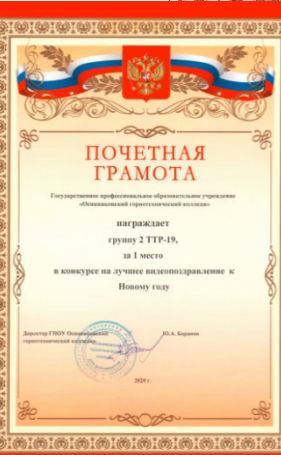 ПОЧЕТНАЯ
ГРАМОТА
Государственное профессиональное образовательное учреждение
«Осинниковский горнотехнический колледж»
награждает
группу 2 ТТР-19,
за 1 место
в конкурсе на лучшее видеопоздравление к
Новому году
Директор ГПОУ Осинниковский
горнотехнический колледж
Ю.А. Баранов
2020 г.